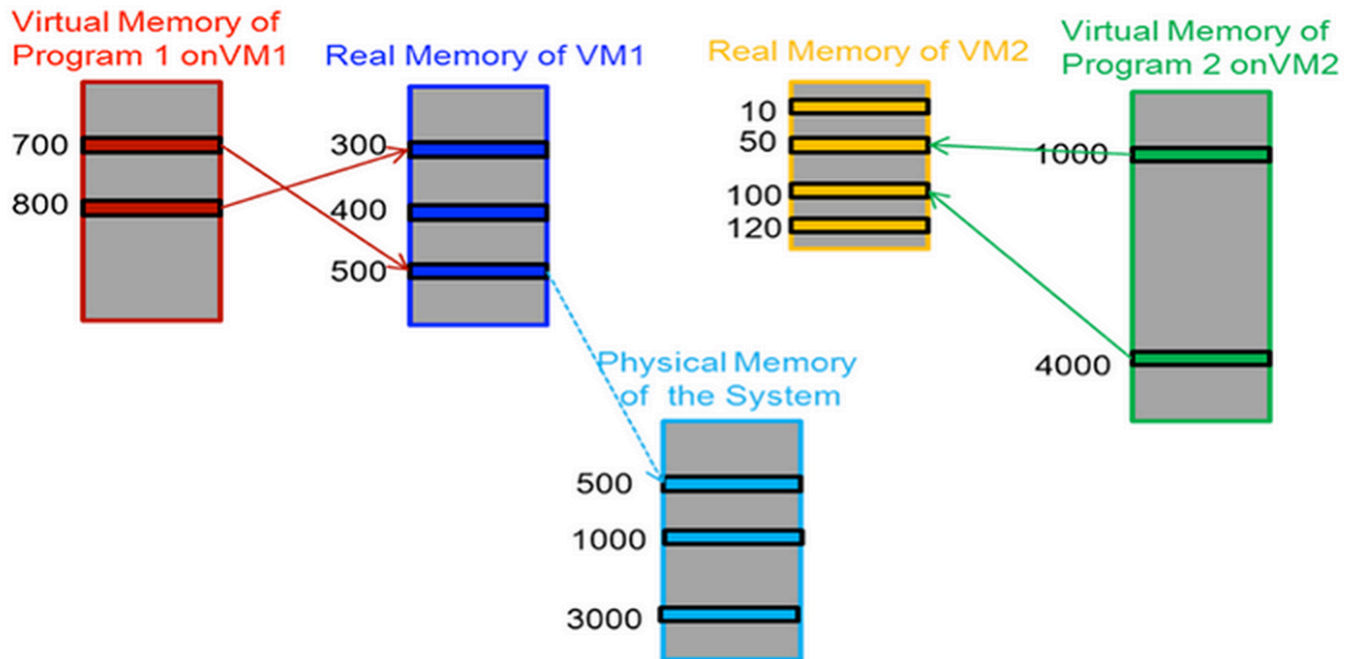 Virtual Memory of
Program 1 onVM1
700
800
Real Memory of VM1
300
400
500
Real Memory of VM2
10
50
100
120
Virtual Memory of
Program 2 onVM2
1000
4000
Physical Memory
of the System
500
1000
3000